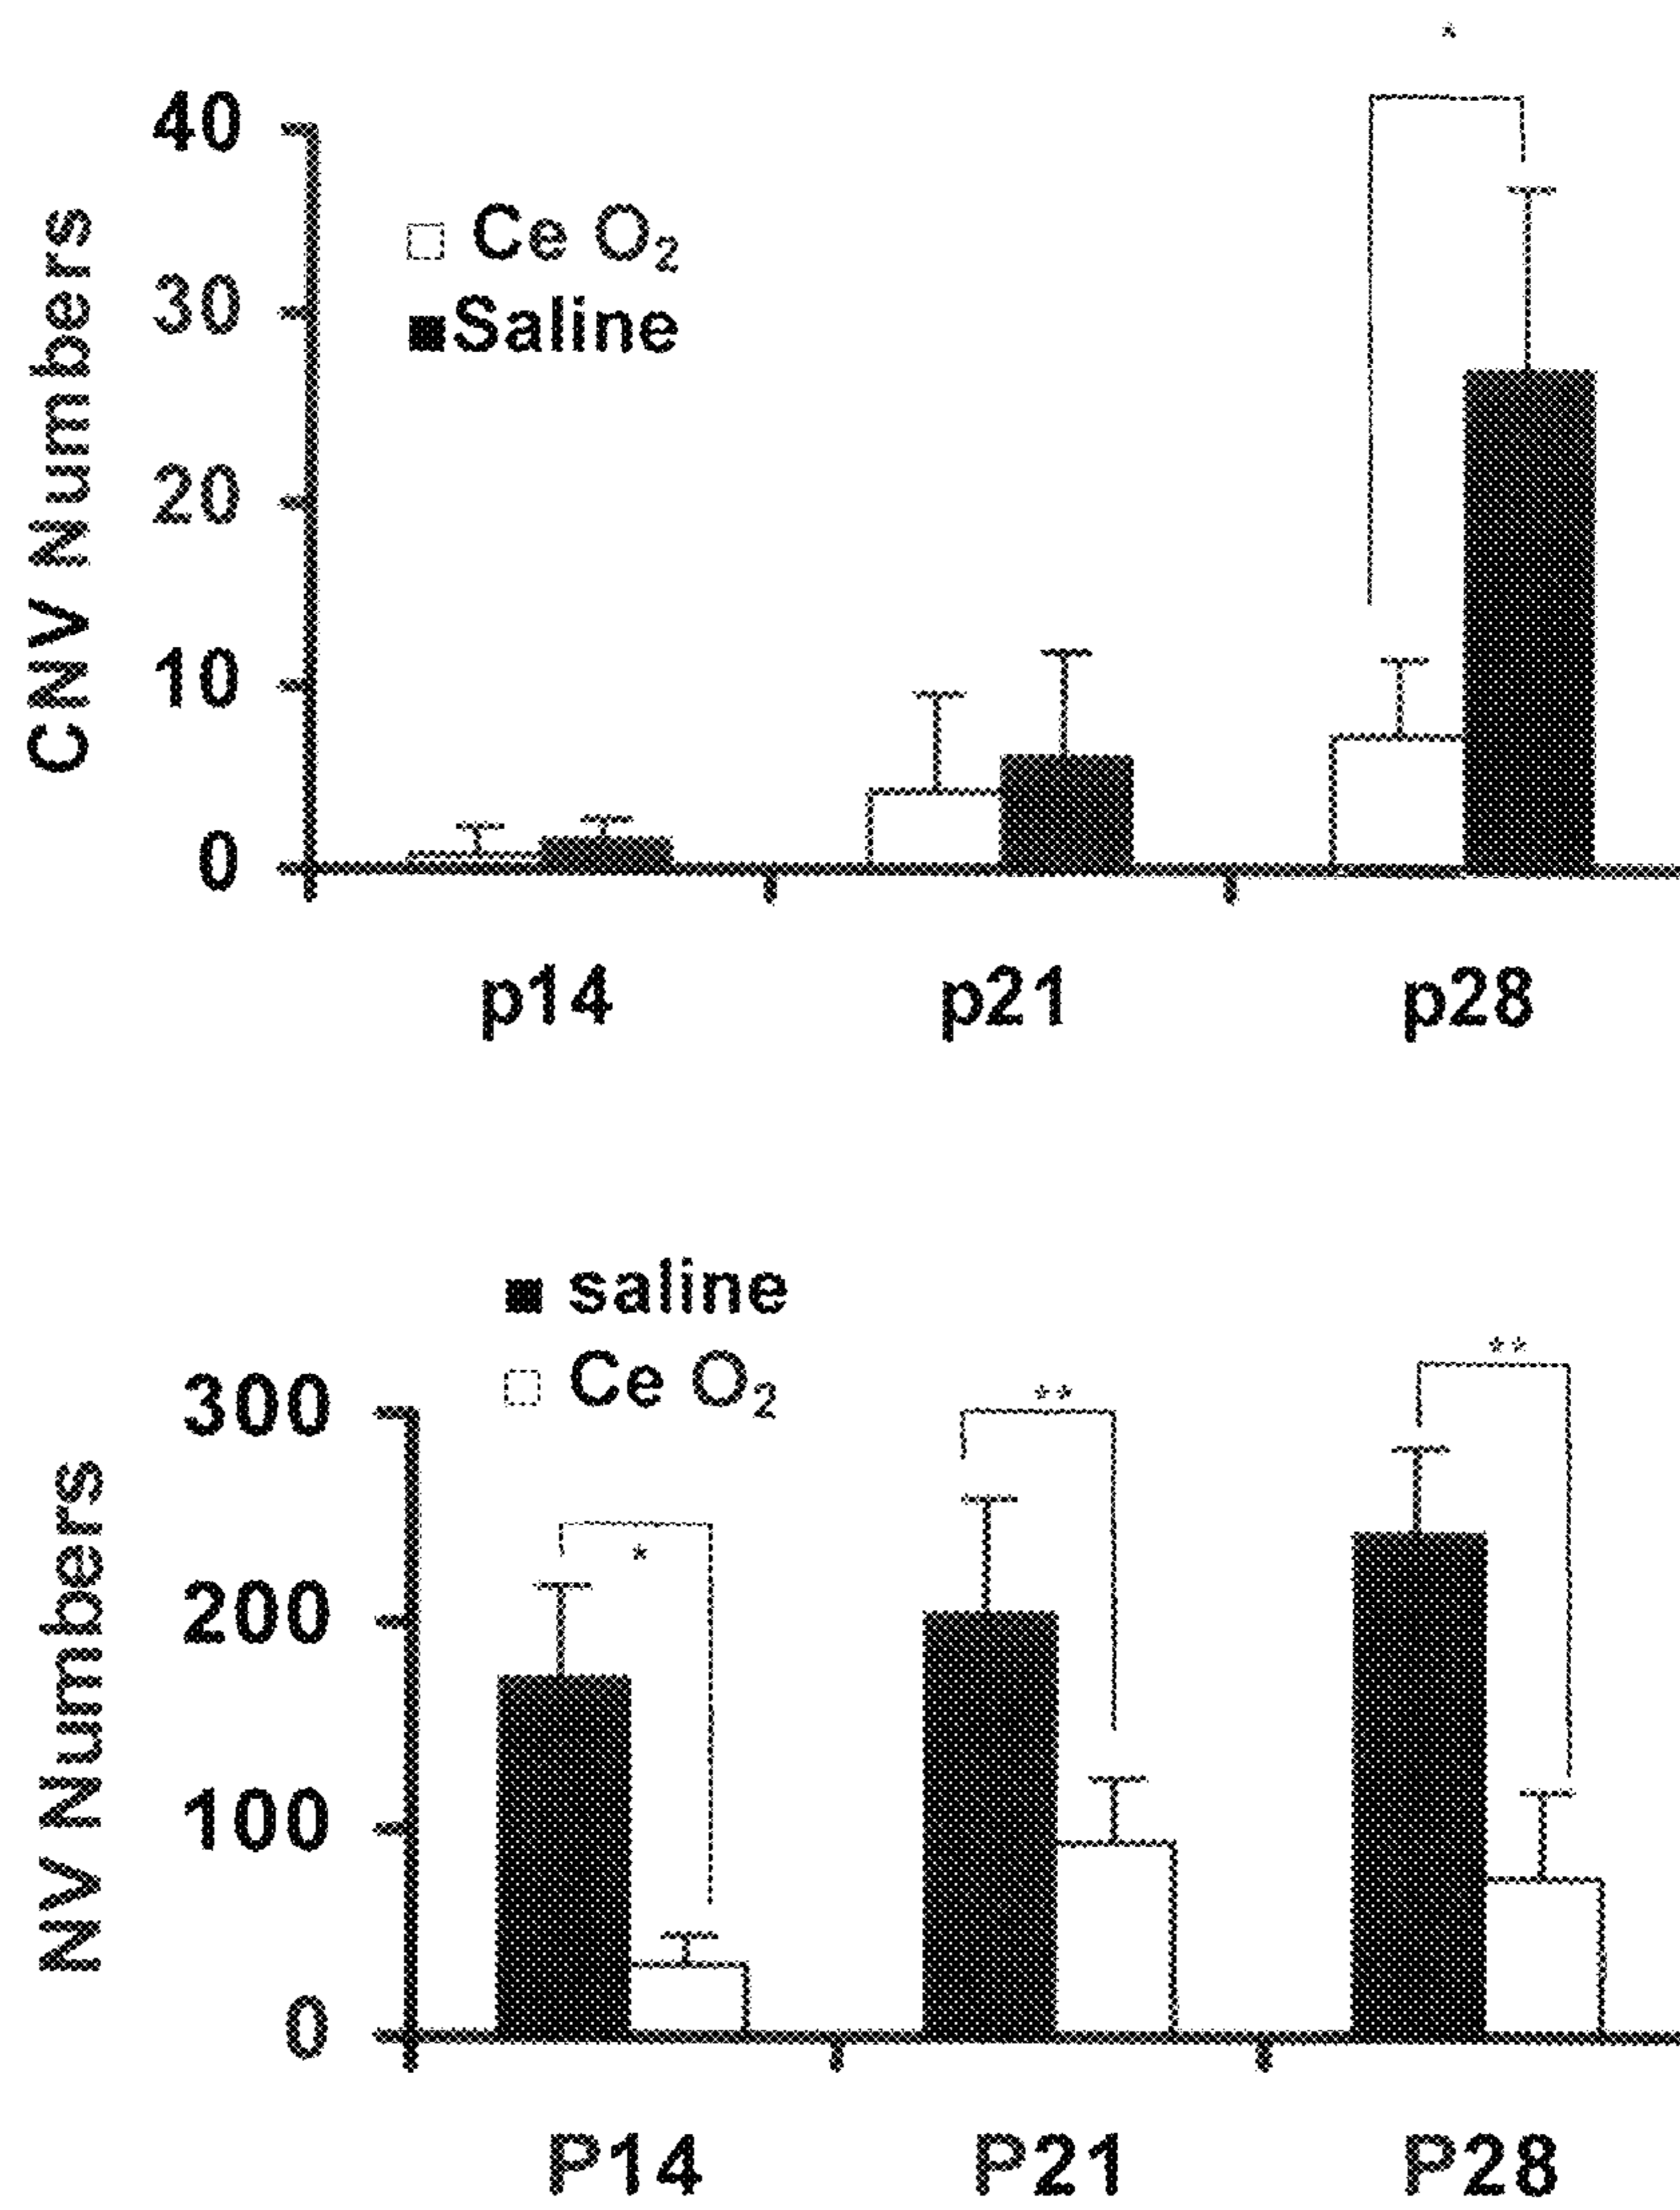 *
40
Ce O₂
Saline
30
20
10
0
CNV Numbers
p14 p21 p28
saline
Ce O₂
**
**
*
300
200
100
0
NV Numbers
P14 P21 P28